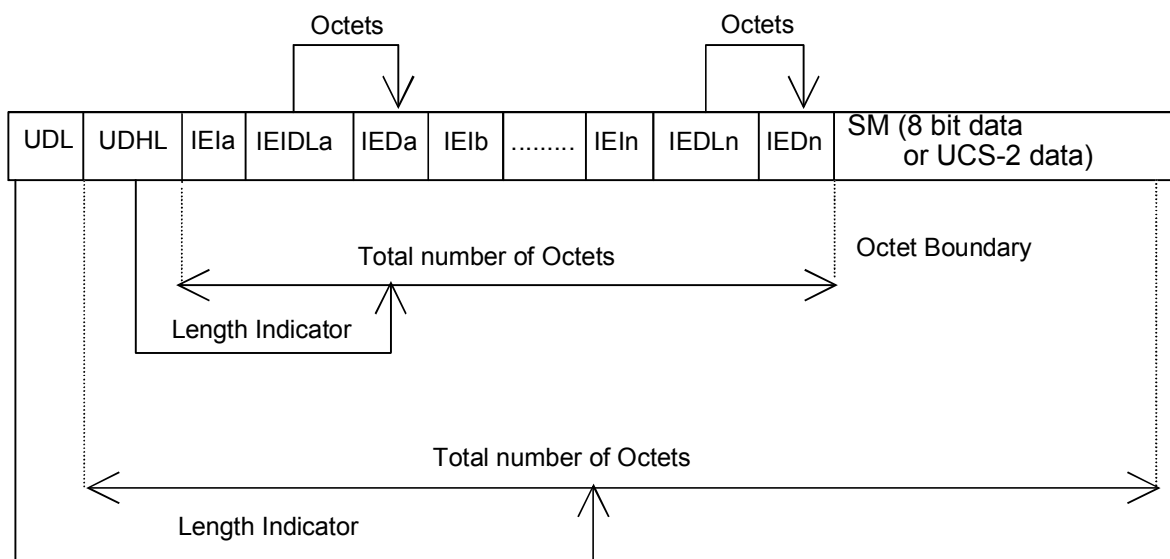 Octets Octets
UDL UDHL IEIa IEIDLa IEDa IEIb ......... IEIn IEDLn IEDn SM (8 bit data
or UCS-2 data)
Total number of Octets Octet Boundary
Length Indicator
Total number of Octets
Length Indicator